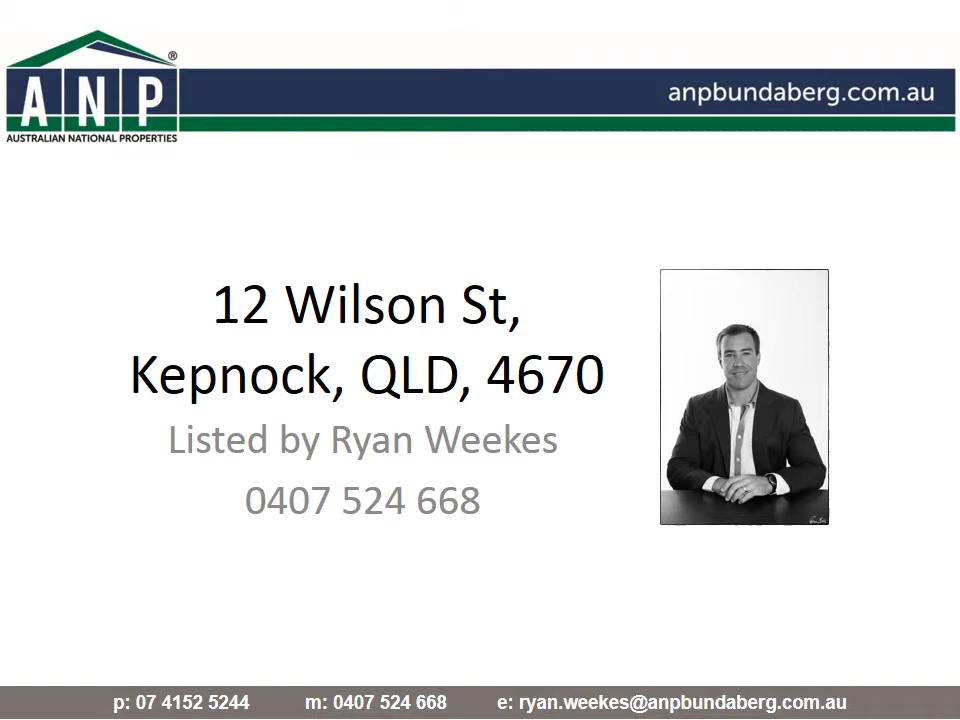 ANP®
AUSTRALIAN NATIONAL PROPERTIES
anpbundaberg.com.au
12 Wilson St,
Kepnock, QLD, 4670
Listed by Ryan Weekes
0407 524 668
p: 07 4152 5244 m: 0407 524 668 e: ryan.weekes@anpbundaberg.com.au